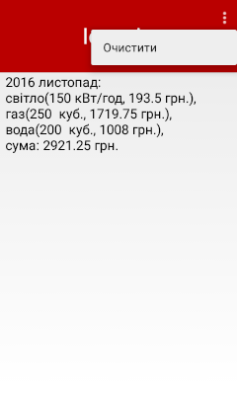 Очистити
2016 листопад:
світло(150 кВт/год, 193.5 грн.),
газ(250 куб., 1719.75 грн.),
вода(200 куб., 1008 грн.),
сума: 2921.25 грн.